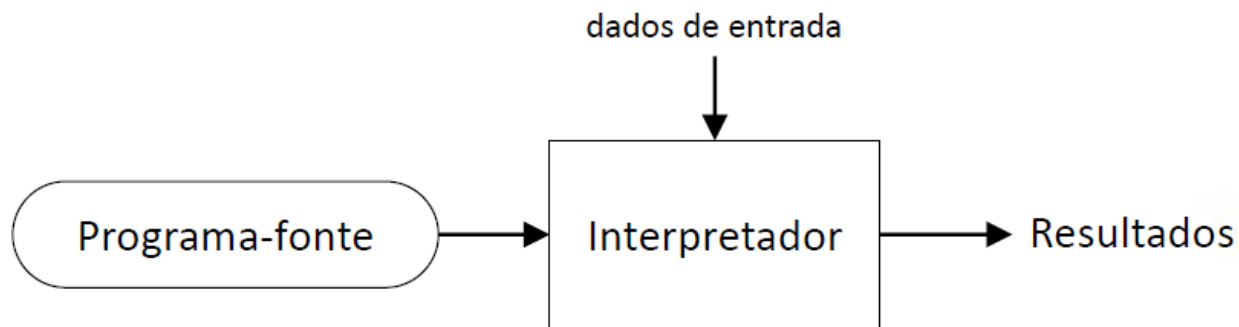 dados de entrada
Programa-fonte
Interpretador
Resultados